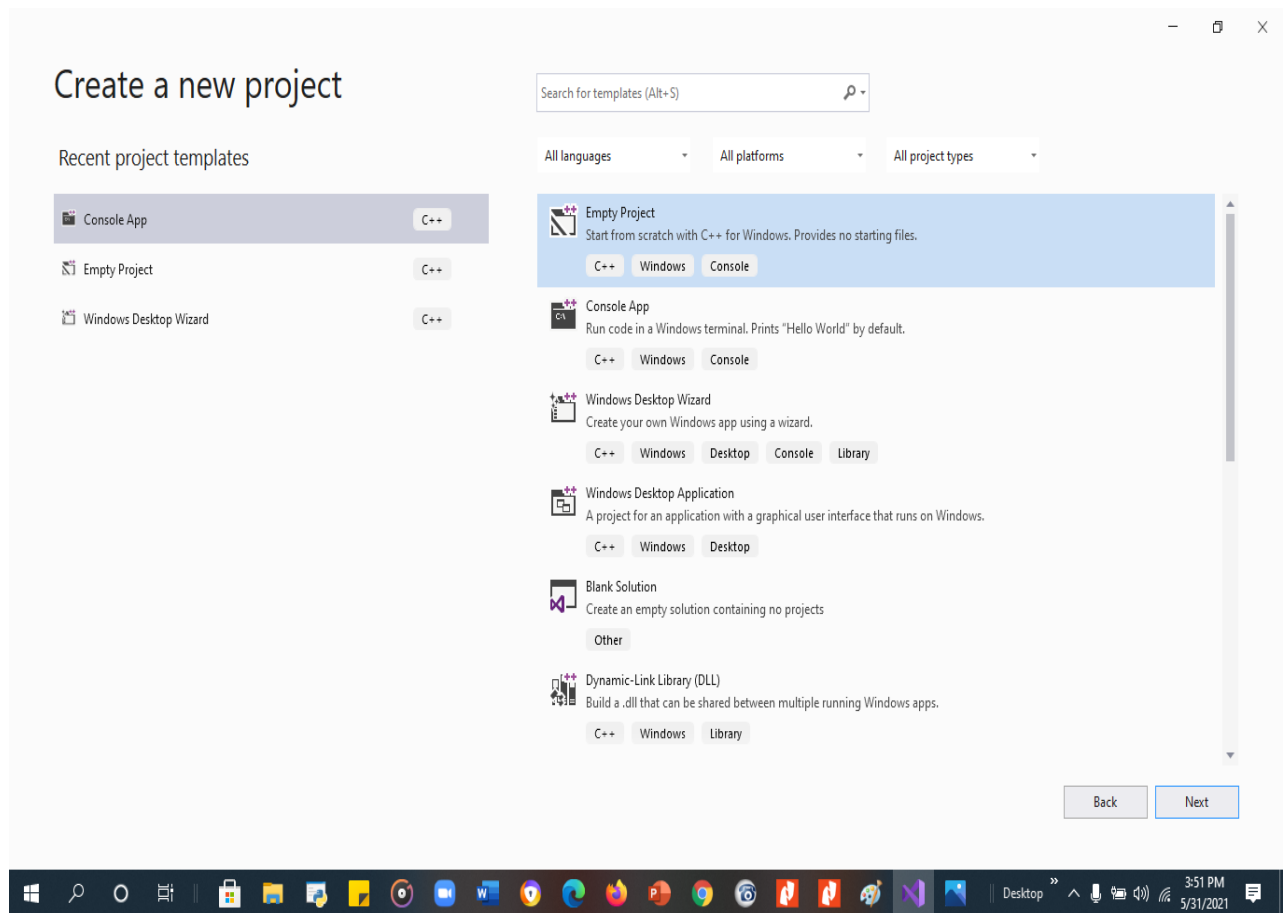 Create a new project
Search for templates (Alt+S)
Recent project templates
All languages
All platforms
All project types
Console App
C++
Empty Project
C++
Windows Desktop Wizard
C++
Empty Project
Start from scratch with C++ for Windows. Provides no starting files.
C++ Windows Console
Console App
Run code in a Windows terminal. Prints "Hello World" by default.
C++ Windows Console
Windows Desktop Wizard
Create your own Windows app using a wizard.
C++ Windows Desktop Console Library
Windows Desktop Application
A project for an application with a graphical user interface that runs on Windows.
C++ Windows Desktop
Blank Solution
Create an empty solution containing no projects
Other
Dynamic-Link Library (DLL)
Build a .dll that can be shared between multiple running Windows apps.
C++ Windows Library
Back
Next
Desktop
3:51 PM
5/31/2021